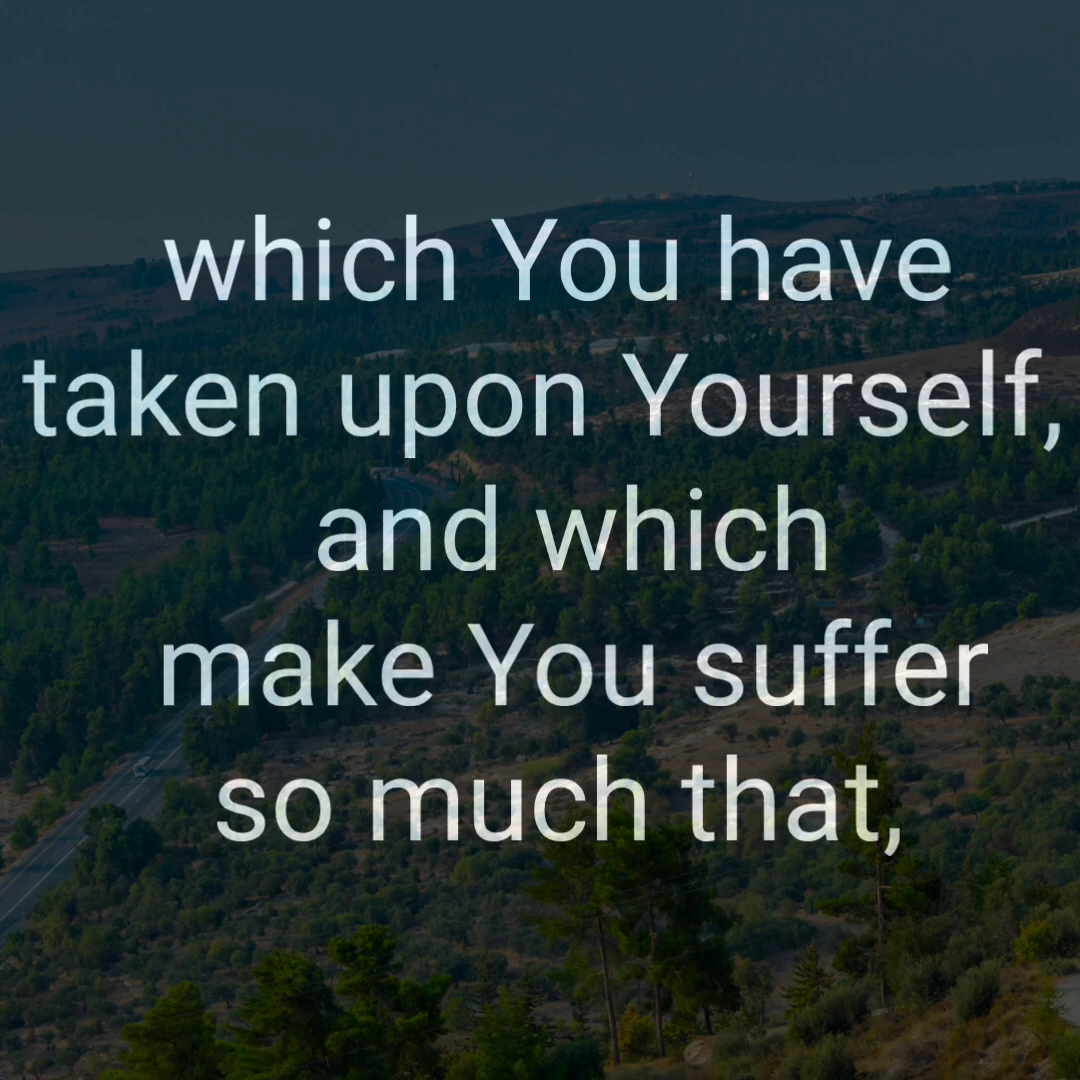 which You have
taken upon Yourself,
and which
make You suffer
so much that,